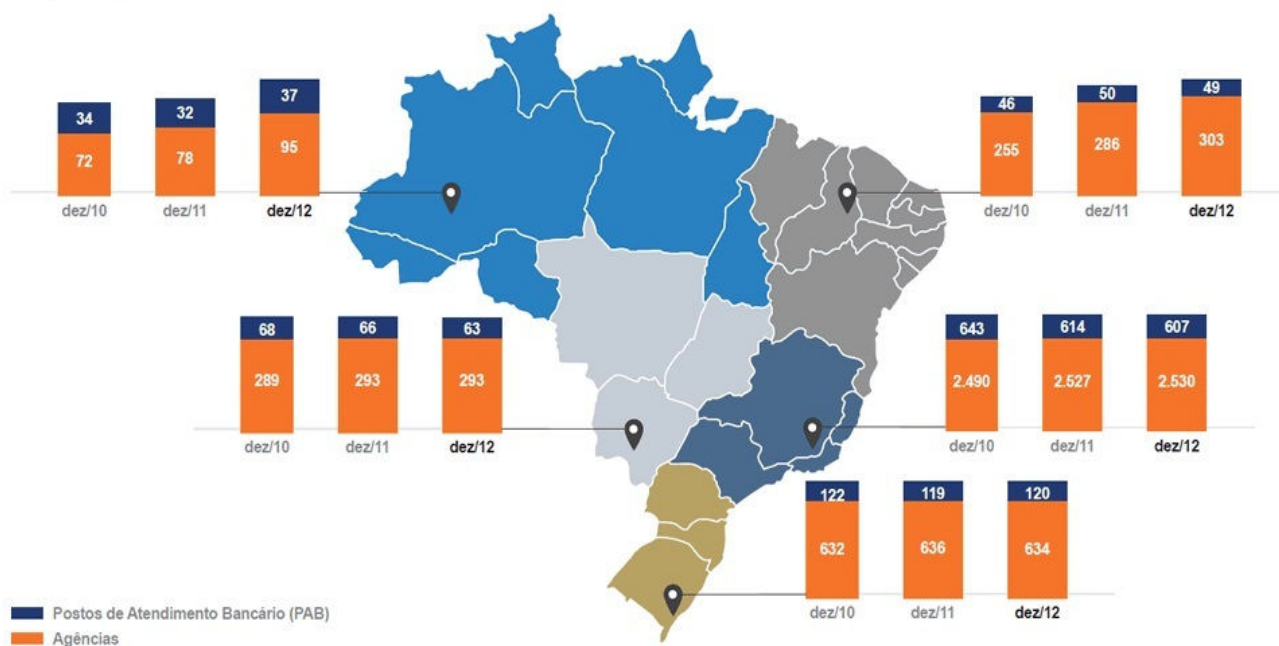 34 32 37
72 78 95
dez/10 dez/11 dez/12
46 50 49
255 286 303
dez/10 dez/11 dez/12
68 66 63
289 293 293
dez/10 dez/11 dez/12
643 614 607
2.490 2.527 2.530
dez/10 dez/11 dez/12
122 119 120
632 636 634
dez/10 dez/11 dez/12
Postos de Atendimento Bancário (PAB)
Agências